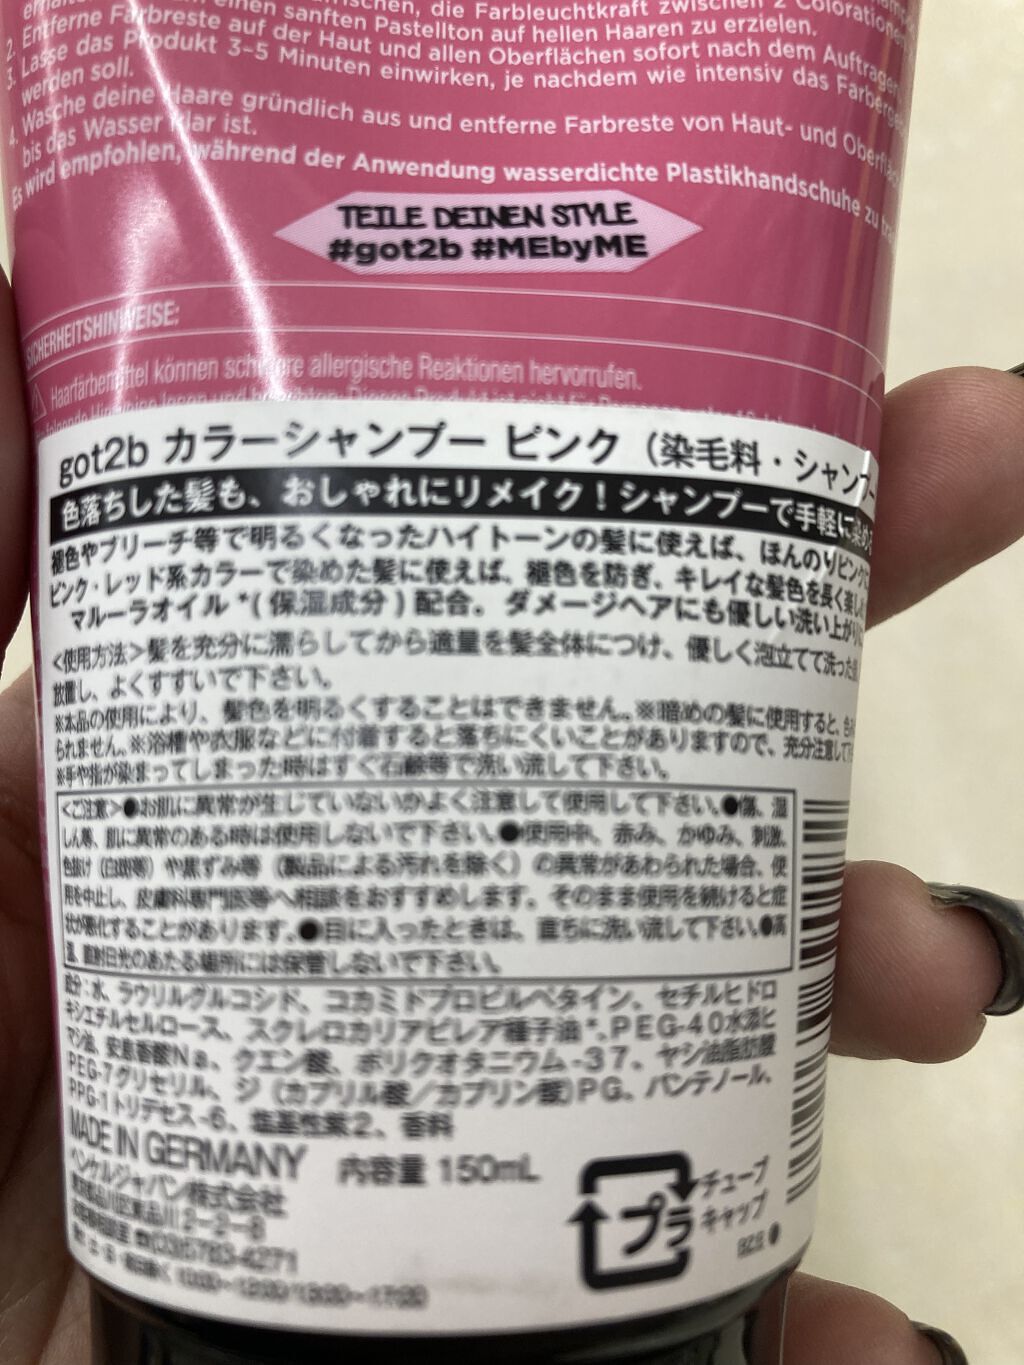 die Farbleuchtkraft zwischen 2 Colorationen
einen sanften Pastellton auf hellen Haaren zu erzielen.
2. Entferne Farbreste auf der Haut und allen Oberflächen sofort nach dem Auftragen
3. Lasse das Produkt 3-5 Minuten einwirken, je nachdem wie intensiv das
werden soll.
4. Wasche deine Haare gründlich aus und entferne Farbreste von Haut- und
bis das Wasser klar ist.
Es wird empfohlen, während der Anwendung wasserdichte Plastikhandschuhe zu
TEILE DEINEN STYLE
#got2b #MEbyME
SICHERHEITSHINWEISE:
Haarfärbemittel können schwere allergische Reaktionen hervorrufen.
got2b カラーシャンプー ピンク（染毛料・シャンプー
色落ちした髪も、おしゃれにリメイク！シャンプーで手軽に染め
褪色やブリーチ等で明るくなったハイトーンの髪に使えば、ほんのりピンク
ピンク・レッド系カラーで染めた髪に使えば、褪色を防ぎ、キレイな髪色を長く楽し
マルーラオイル*(保湿成分)配合。ダメージヘアにも優しい洗い上がり
<使用方法>髪を充分に濡らしてから適量を髪全体につけ、優しく泡立てて洗った
放置し、よくすすいで下さい。
※本品の使用により、髪色を明るくすることはできません。※暗めの髪に使用すると、色
られません。※浴槽や衣服などに付着すると落ちにくいことがありますので、充分注意して
※手や指が染まってしまった時はすぐ石鹸等で洗い流して下さい。
<ご注意>●お肌に異常が生じていないかよく注意して使用して下さい。●傷、湿
しん等、肌に異常のある時は使用しないで下さい。●使用中、赤み、かゆみ、刺激、
色抜け（白斑等）や黒ずみ等（製品による汚れを除く）の異常があわられた場合、使
用を中止し、皮膚科専門医等へ相談をおすすめします。そのまま使用を続けると症
状が悪化することがあります。●目に入ったときは、直ちに洗い流して下さい。●高
温、直射日光のあたる場所には保管しないで下さい。
成分：水、ラウリルグルコシド、コカミドプロピルベタイン、セチルヒドロ
キシエチルセルロース、スクレロカリアビレア種子油*、PEG-40水添ヒ
マシ油、安息香酸Na、クエン酸、ポリクオタニウム-37、ヤシ油脂肪酸
PEG-7グリセリル、ジ（カプリル酸／カプリン酸）PG、パンテノール、
PPG-1トリデセス-6、塩基性紫2、香料
MADE IN GERMANY 内容量 150mL
ヘンケルジャパン株式会社
東京都品川区東品川2-2-8
☎(03)5783-4271
プラ
チューブ
キャップ